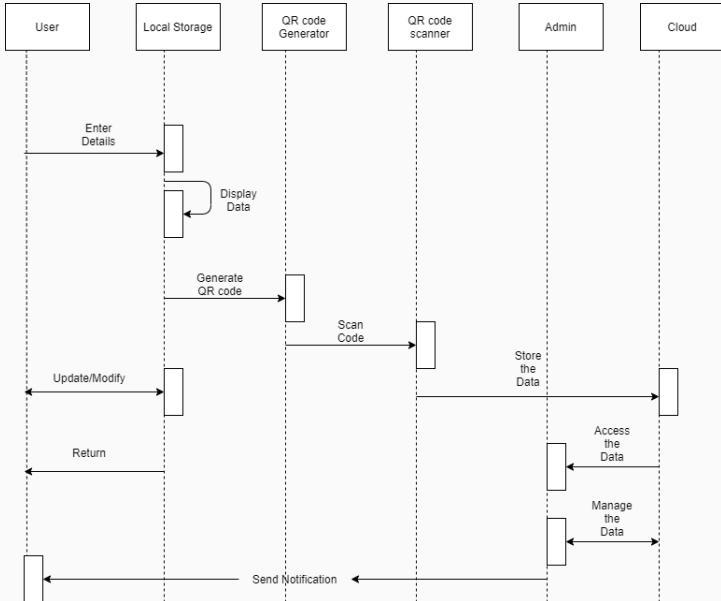 User
Local Storage
QR code
Generator
QR code
scanner
Admin
Cloud
Enter
Details
Display
Data
Generate
QR code
Scan
Code
Store
the
Data
Update/Modify
Access
the
Data
Return
Manage
the
Data
Send Notification